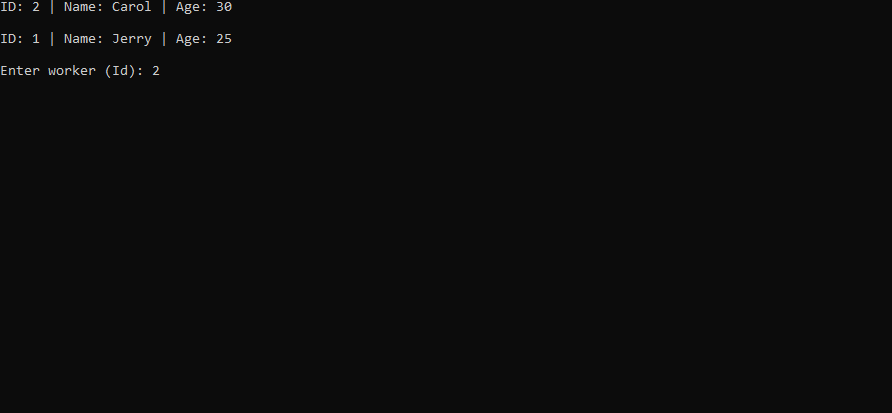 ID: 2 | Name: Carol | Age: 30
ID: 1 | Name: Jerry | Age: 25
Enter worker (Id): 2